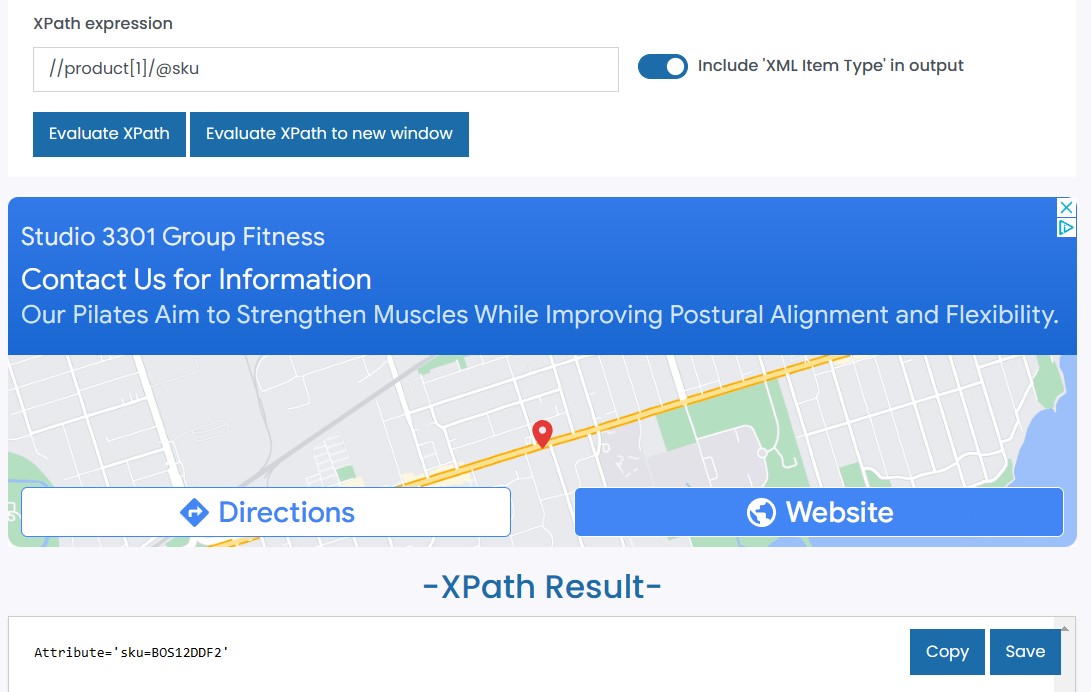 XPath expression
//product[1]/@sku
Include 'XML Item Type' in output
Evaluate XPath
Evaluate XPath to new window
Studio 3301 Group Fitness
Contact Us for Information
Our Pilates Aim to Strengthen Muscles While Improving Postural Alignment and Flexibility.
Directions
Website
-XPath Result-
Attribute='sku=BOS12DDF2'
Copy
Save